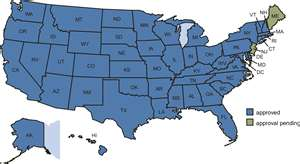 VT NH ME
WA MT ND MN
OR ID SD WI MI NY MA
WY RI
CT
NE IA PA NJ
NV UT CO IL IN OH DE
CA KS MO KY WV VA MD
DC
AZ NM OK AR TN NC
SC
TX LA MS AL GA
FL
AK HI
approved
approval pending